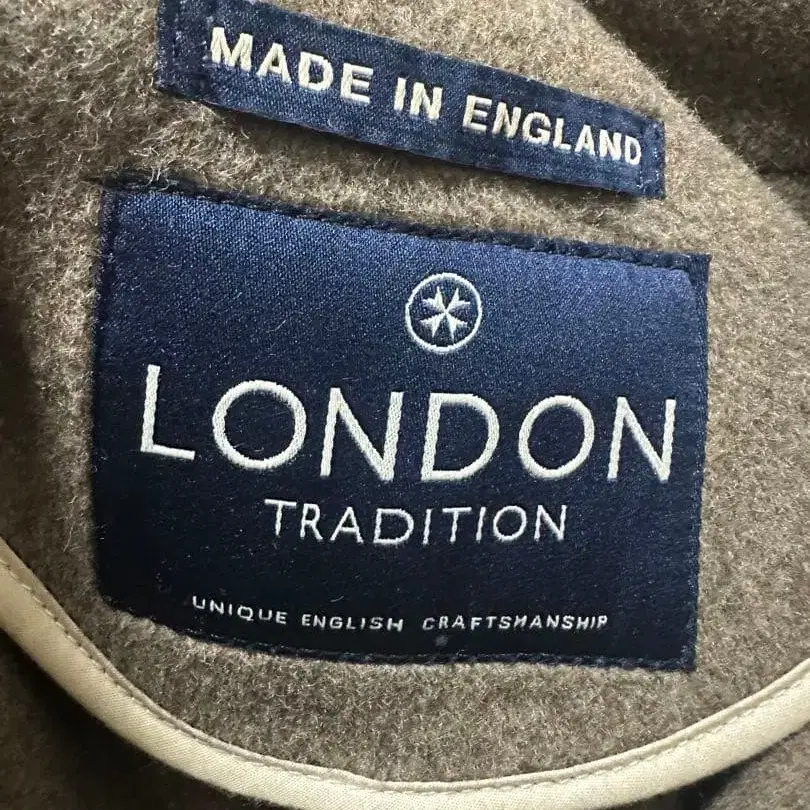 MADE IN ENGLAND
LONDON
TRADITION
UNIQUE ENGLISH CRAFTSMANSHIP